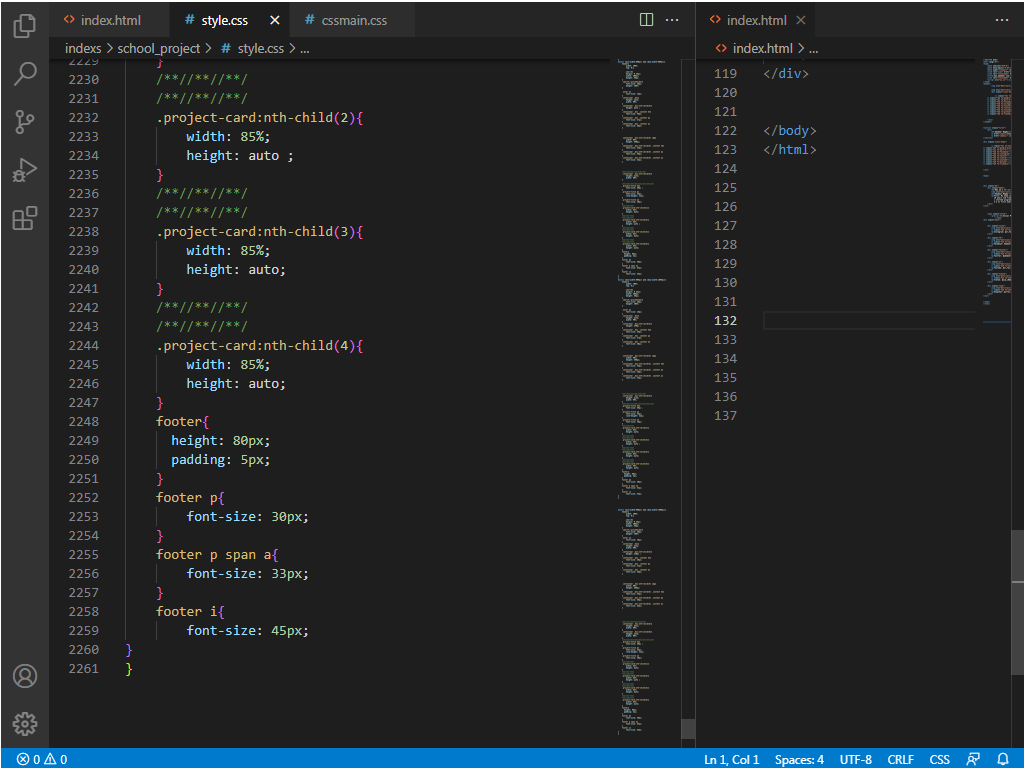 index.html
style.css
cssmain.css
index.html
indexs > school_project > # style.css > ...
index.html > ...
2229 }
2230 /**//**//**/
2231 /**//**//**/
2232 .project-card:nth-child(2){
2233 width: 85%;
2234 height: auto ;
2235 }
2236 /**//**//**/
2237 /**//**//**/
2238 .project-card:nth-child(3){
2239 width: 85%;
2240 height: auto;
2241 }
2242 /**//**//**/
2243 /**//**//**/
2244 .project-card:nth-child(4){
2245 width: 85%;
2246 height: auto;
2247 }
2248 footer{
2249 height: 80px;
2250 padding: 5px;
2251 }
2252 footer p{
2253 font-size: 30px;
2254 }
2255 footer p span a{
2256 font-size: 33px;
2257 }
2258 footer i{
2259 font-size: 45px;
2260 }
2261 }
119 </div>
120
121
122 </body>
123 </html>
124
125
126
127
128
129
130
131
132
133
134
135
136
137
0 0
Ln 1, Col 1 Spaces: 4 UTF-8 CRLF CSS